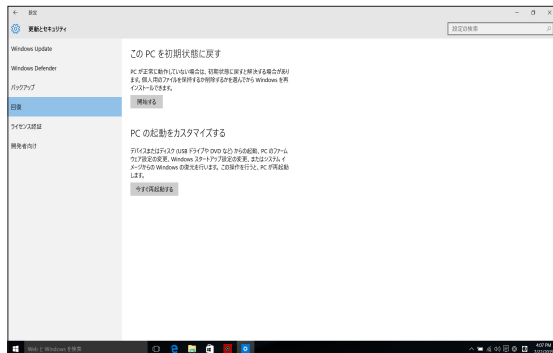 設定
更新とセキュリティ
設定の検索
Windows Update
Windows Defender
バックアップ
回復
ライセンス認証
開発者向け
この PC を初期状態に戻す
PC が正常に動作していない場合は、初期状態に戻すと解決する場合があり
ます。個人用のファイルを保持するか削除するかを選んでから Windows を再
インストールできます。
開始する
PC の起動をカスタマイズする
デバイスまたはディスク (USB ドライブや DVD など) からの起動、PC のファーム
ウェア設定の変更、Windows スタートアップ設定の変更、またはシステム イ
メージからの Windows の復元を行います。この操作を行うと、PC が再起動
します。
今すぐ再起動する
Web と Windows を検索
4:07 PM